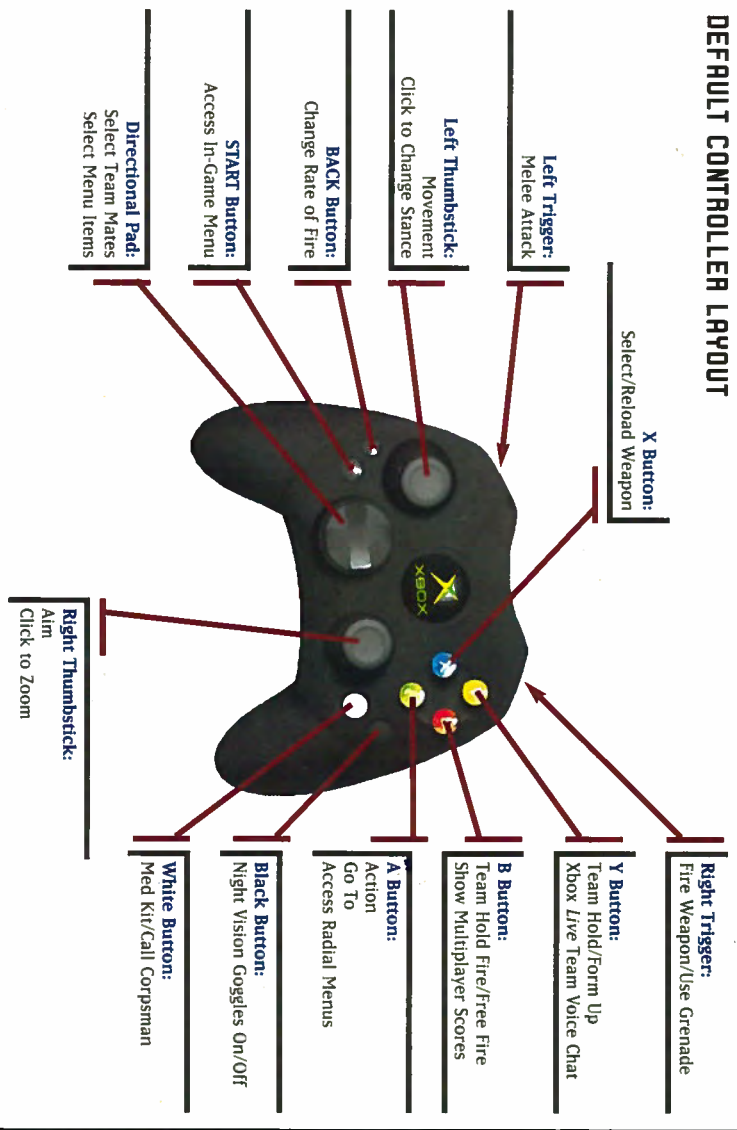 DEFAULT CONTROLLER LAYOUT
X Button:
Select/Reload Weapon
Left Trigger:
Melee Attack
Left Thumbstick:
Movement
Click to Change Stance
BACK Button:
Change Rate of Fire
START Button:
Access In-Game Menu
Directional Pad:
Select Team Mates
Select Menu Items
XBOX
X
Right Trigger:
Fire Weapon/Use Grenade
Y Button:
Team Hold/Form Up
Xbox Live Team Voice Chat
B Button:
Team Hold Fire/Free Fire
Show Multiplayer Scores
A Button:
Action
Go To
Access Radial Menus
Black Button:
Night Vision Goggles On/Off
White Button:
Med Kit/Call Corpsman
Right Thumbstick:
Aim
Click to Zoom